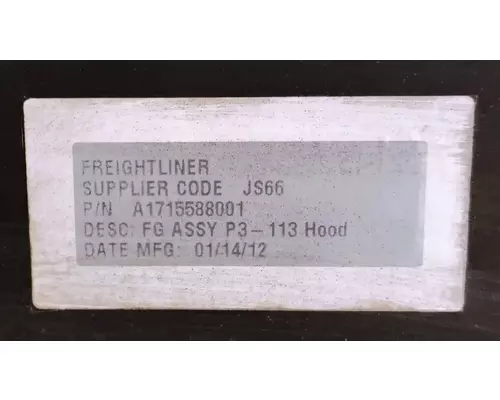 FREIGHTLINER
SUPPLIER CODE JS66
P/N A1715588001
DESC: FG ASSY P3-113 Hood
DATE MFG: 01/14/12